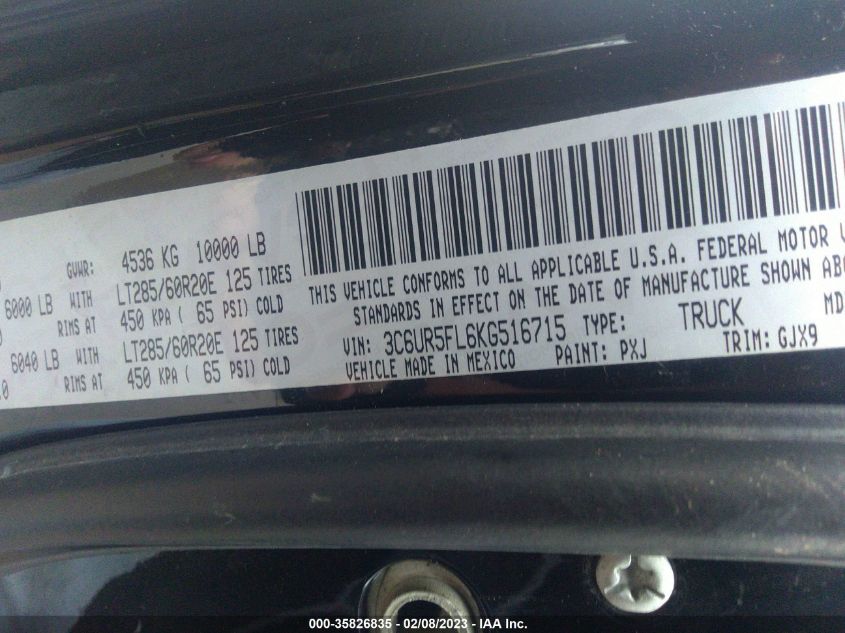 GVWR: 4536 KG 10000 LB
6000 LB WITH LT285/60R20E 125 TIRES
RIMS AT 450 KPA ( 65 PSI) COLD
6040 LB WITH LT285/60R20E 125 TIRES
RIMS AT 450 KPA ( 65 PSI) COLD
THIS VEHICLE CONFORMS TO ALL APPLICABLE U.S.A. FEDERAL MOTOR
STANDARDS IN EFFECT ON THE DATE OF MANUFACTURE SHOWN
VIN: 3C6UR5FL6KG516715 TYPE: TRUCK
VEHICLE MADE IN MEXICO PAINT: PXJ TRIM: GJX9
000-35826835 - 02/08/2023 - IAA Inc.